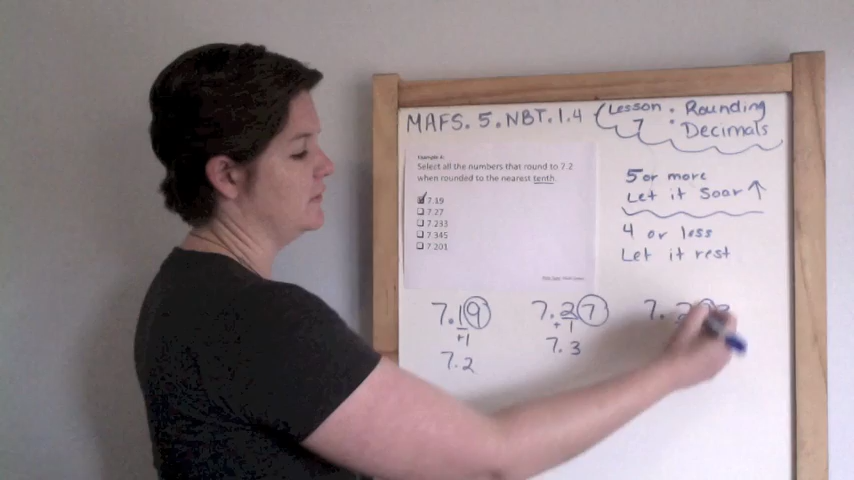 MAFS.5.NBT.1.4 Lesson 7 : Rounding
: Decimals
Example 4:
Select all the numbers that round to 7.2
when rounded to the nearest tenth.
7.19
7.27
7.233
7.345
7.201
5 or more
Let it Soar ↑
4 or less
Let it rest
7.19 7.27 7.2
+1 +1
7.2 7.3